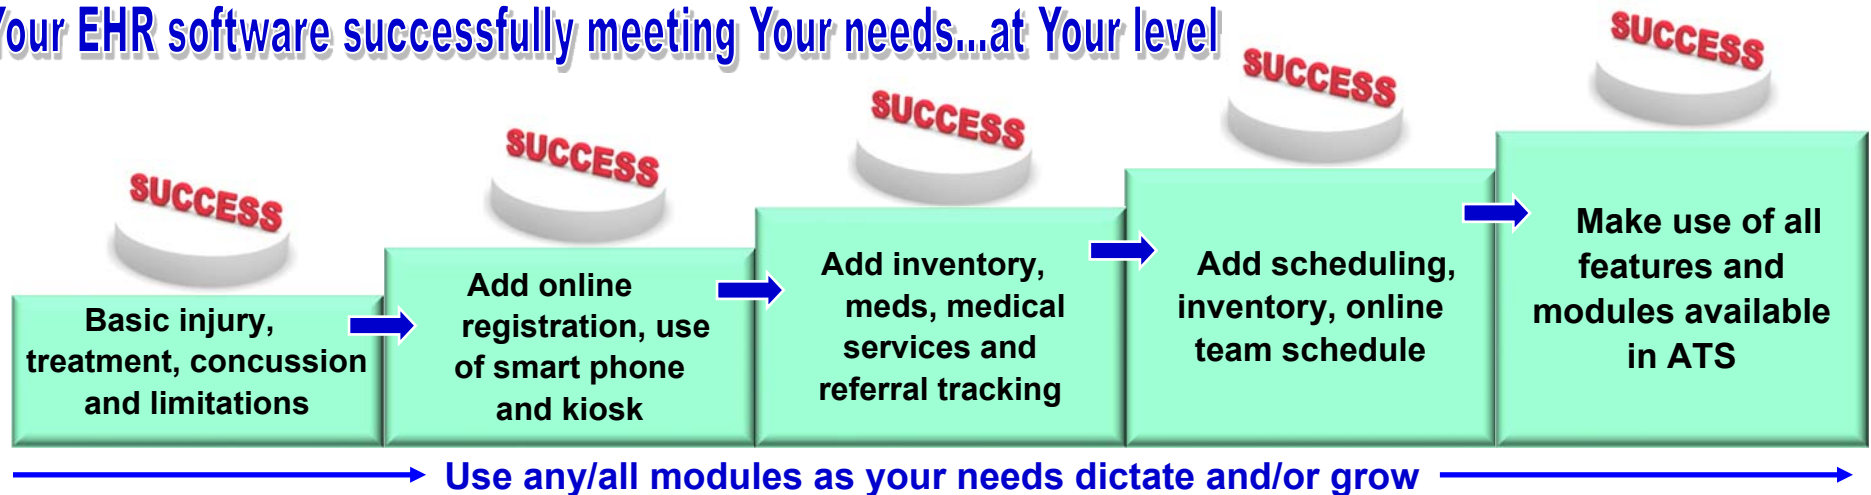 Your EHR software successfully meeting Your needs...at Your level
SUCCESS
SUCCESS
SUCCESS
SUCCESS
SUCCESS
Basic injury,
treatment, concussion
and limitations
Add online
registration, use
of smart phone
and kiosk
Add inventory,
meds, medical
services and
referral tracking
Add scheduling,
inventory, online
team schedule
Make use of all
features and
modules available
in ATS
Use any/all modules as your needs dictate and/or grow